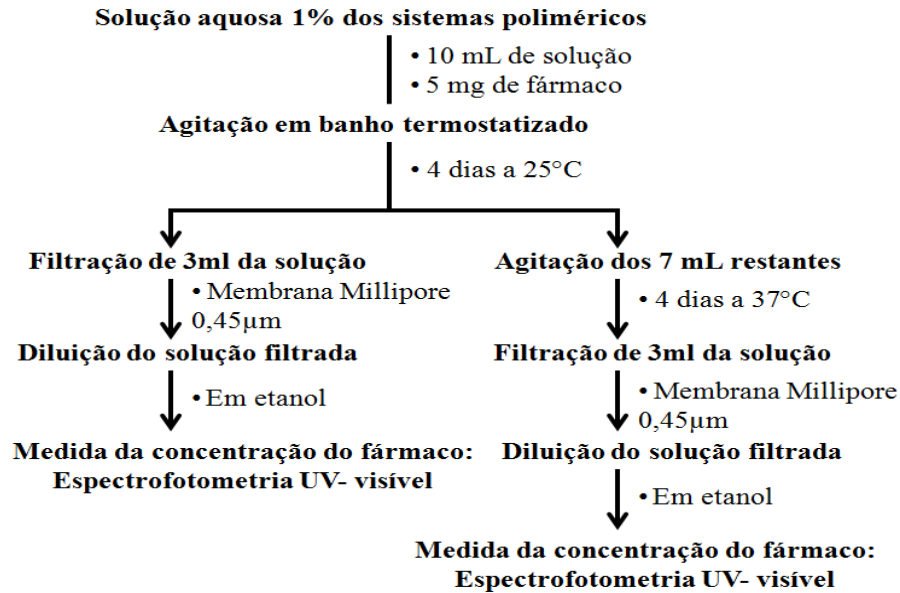 Solução aquosa 1% dos sistemas poliméricos
• 10 mL de solução
• 5 mg de fármaco
Agitação em banho termostatizado
• 4 dias a 25°C
Filtração de 3ml da solução
• Membrana Millipore
0,45µm
Diluição do solução filtrada
• Em etanol
Medida da concentração do fármaco:
Espectrofotometria UV- visível
Agitação dos 7 mL restantes
• 4 dias a 37°C
Filtração de 3ml da solução
• Membrana Millipore
0,45µm
Diluição do solução filtrada
• Em etanol
Medida da concentração do fármaco:
Espectrofotometria UV- visível